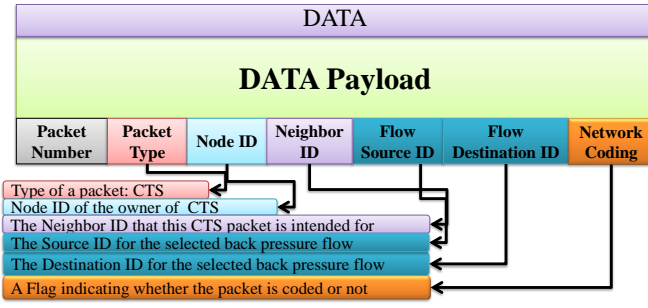 DATA
DATA Payload
Packet Number
Packet Type
Node ID
Neighbor ID
Flow Source ID
Flow Destination ID
Network Coding
Type of a packet: CTS
Node ID of the owner of CTS
The Neighbor ID that this CTS packet is intended for
The Source ID for the selected back pressure flow
The Destination ID for the selected back pressure flow
A Flag indicating whether the packet is coded or not